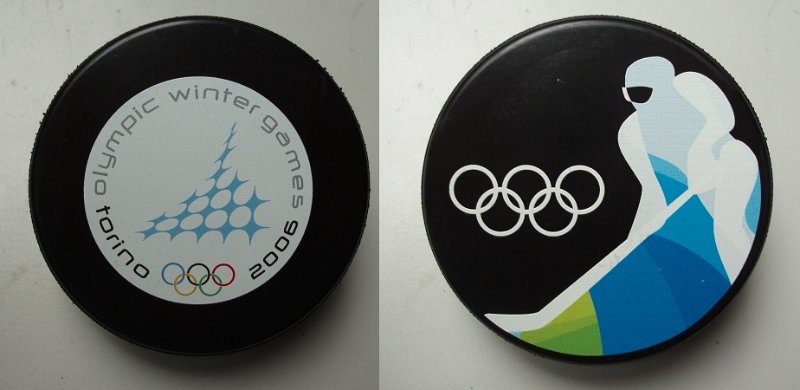 olympic winter games
torino 2006